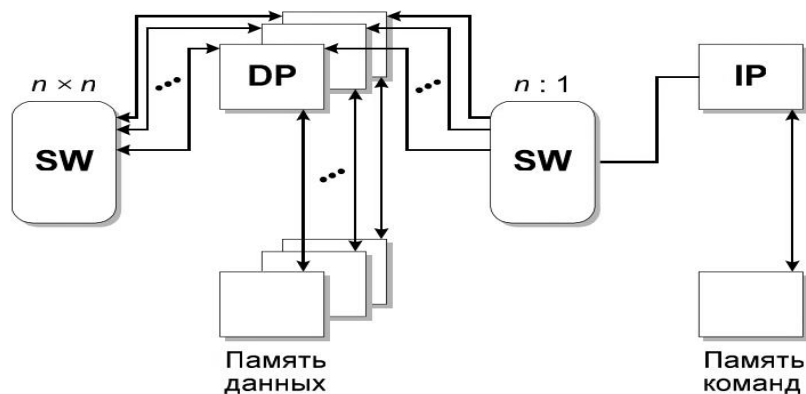 n × n
DP
n : 1
IP
SW
SW
Память
данных
Память
команд